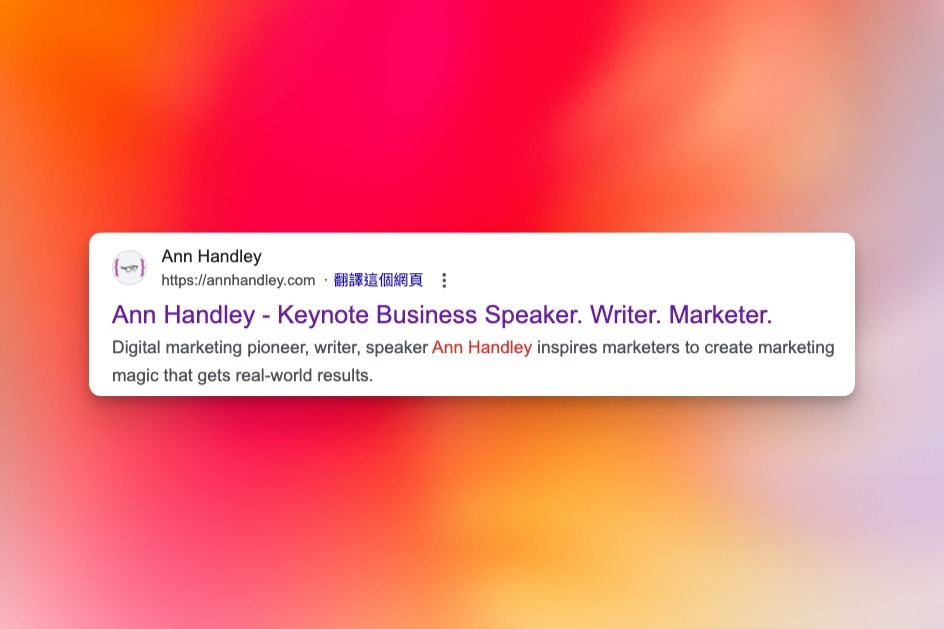 Ann Handley
https://annhandley.com · 翻譯這個網頁
Ann Handley - Keynote Business Speaker. Writer. Marketer.
Digital marketing pioneer, writer, speaker Ann Handley inspires marketers to create marketing
magic that gets real-world results.